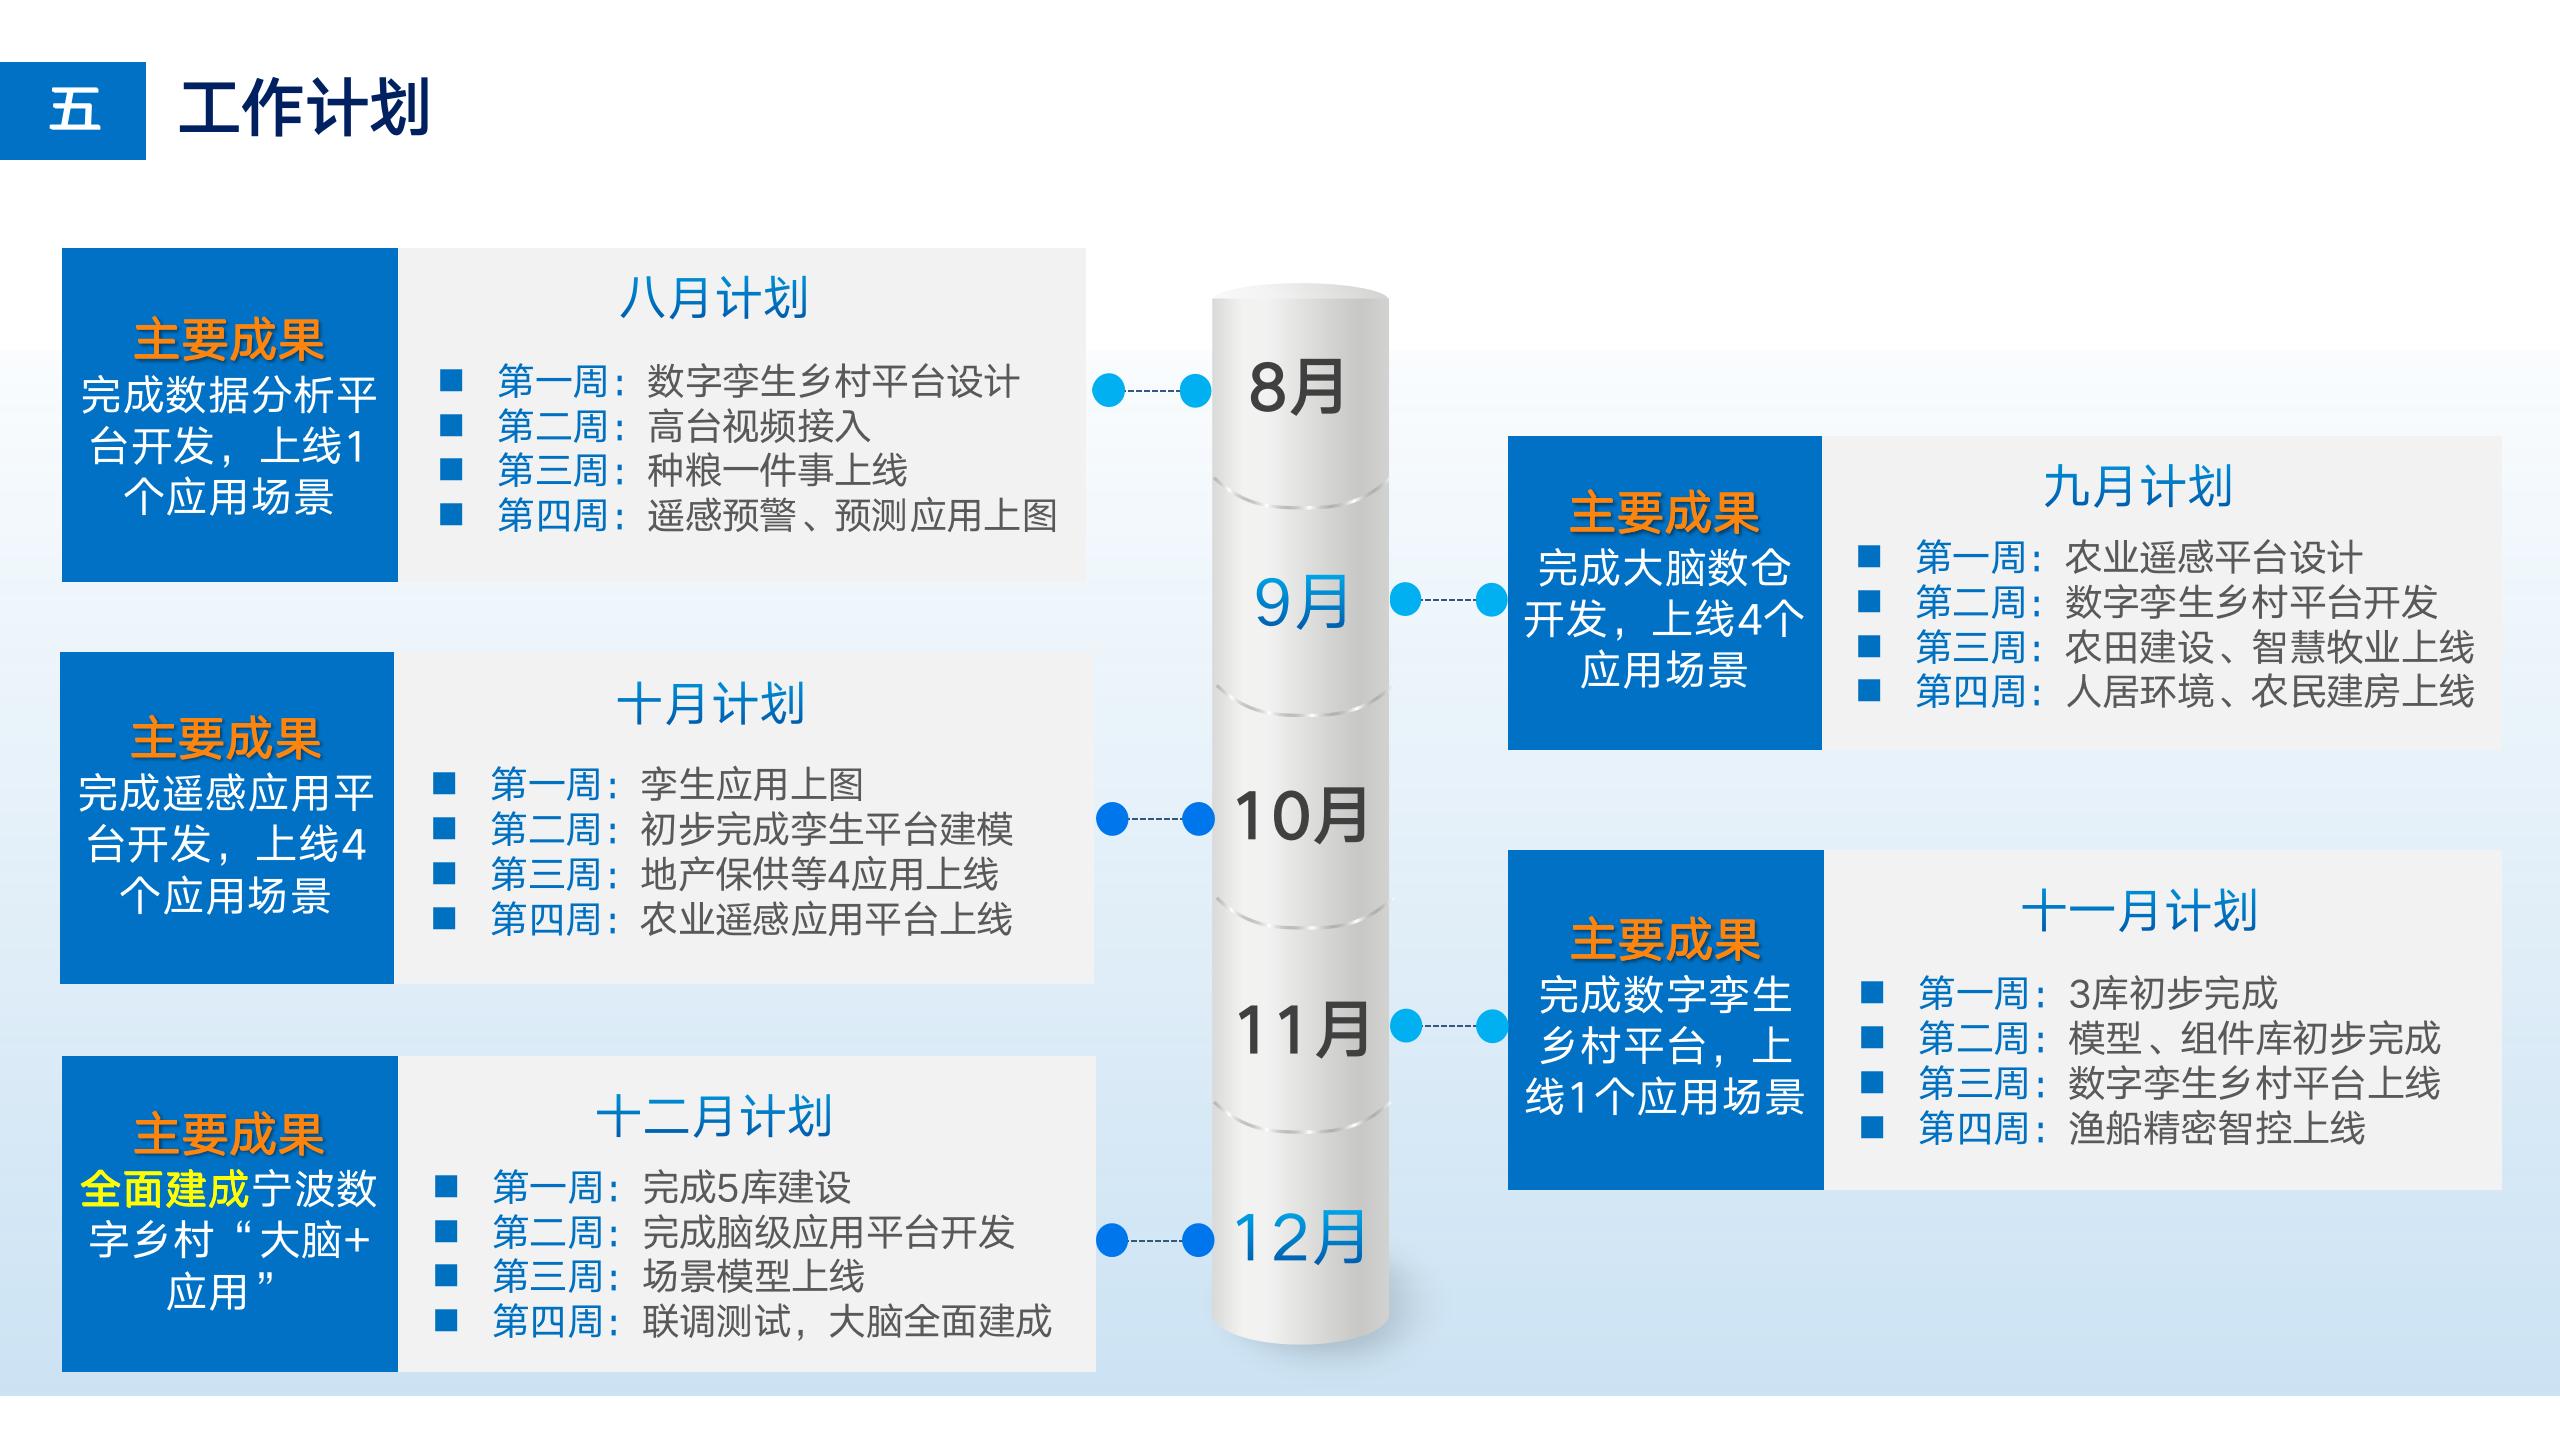 五
工作计划
主要成果
完成数据分析平
台开发，上线1
个应用场景
八月计划
■ 第一周：数字孪生乡村平台设计
■ 第二周：高台视频接入
■ 第三周：种粮一件事上线
■ 第四周：遥感预警、预测应用上图
8月
9月
主要成果
完成大脑数仓
开发，上线4个
应用场景
九月计划
■ 第一周：农业遥感平台设计
■ 第二周：数字孪生乡村平台开发
■ 第三周：农田建设、智慧牧业上线
■ 第四周：人居环境、农民建房上线
主要成果
完成遥感应用平
台开发，上线4
个应用场景
十月计划
■ 第一周：孪生应用上图
■ 第二周：初步完成孪生平台建模
■ 第三周：地产保供等4应用上线
■ 第四周：农业遥感应用平台上线
10月
11月
主要成果
完成数字孪生
乡村平台，上
线1个应用场景
十一月计划
■ 第一周：3库初步完成
■ 第二周：模型、组件库初步完成
■ 第三周：数字孪生乡村平台上线
■ 第四周：渔船精密智控上线
主要成果
全面建成宁波数
字乡村“大脑+
应用”
十二月计划
■ 第一周：完成5库建设
■ 第二周：完成脑级应用平台开发
■ 第三周：场景模型上线
■ 第四周：联调测试，大脑全面建成
12月